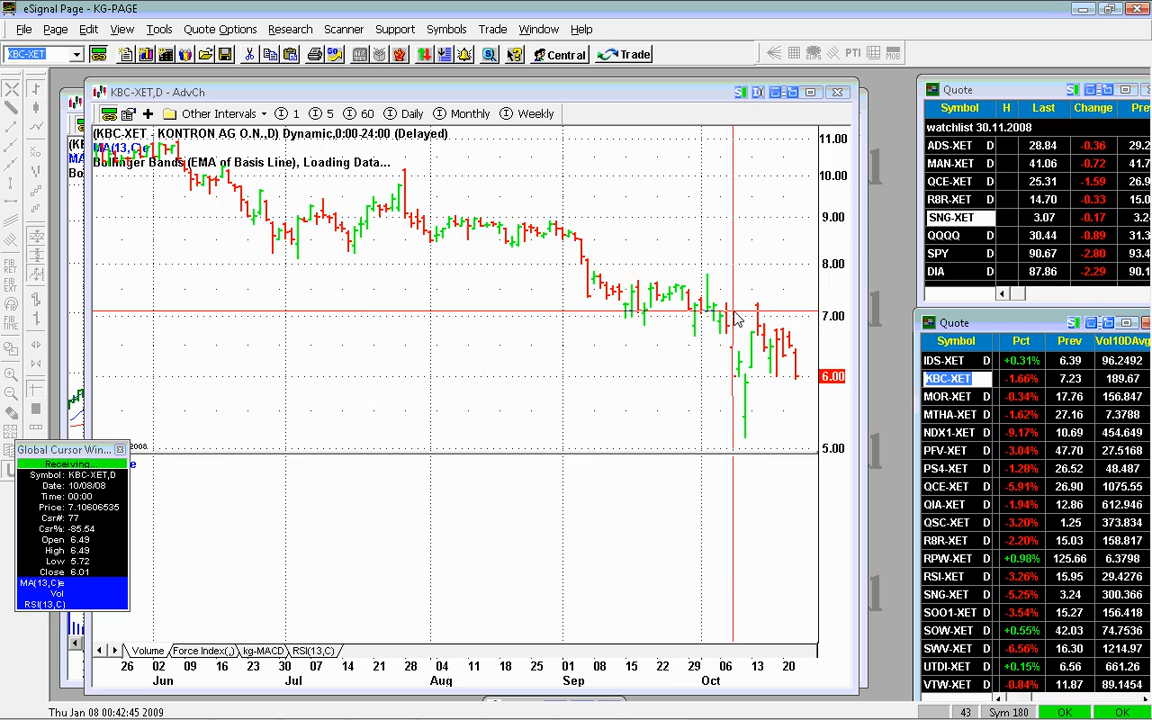 eSignal Page - KG-PAGE
File Page Edit View Tools Quote Options Research Scanner Support Symbols Trade Window Help
KBC-XET Central Trade PTI MOB
KBC-XET,D - AdvCh
Other Intervals 1 5 60 Daily Monthly Weekly
(KBC-XET - KONTRON AG O.N.,D) Dynamic,0:00-24:00 (Delayed)
MA(13,C)e
Bollinger Bands (EMA of Basis Line), Loading Data...
11.00
10.00
9.00
8.00
7.00
6.00
5.00
FIB RET
FIB EXT
FIB TIME
2008.
Global Cursor Win...
Receiving...
Symbol: KBC-XET,D
Date: 10/08/08
Time: 00:00
Price: 7.10606535
Csr#: 77
Csr%: -85.54
Open 6.49
High 6.49
Low 5.72
Close 6.01
MA(13,C)e
Vol
RSI(13,C)
Volume Force Index(,) kg-MACD RSI(13,C)
26 02 09 16 23 30 07 14 21 28 04 11 18 25 01 08 15 22 29 06 13 20
Jun Jul Aug Sep Oct
Quote
Symbol H Last Change Prev
watchlist 30.11.2008
ADS-XET D 28.84 -0.36 29.2
MAN-XET D 41.06 -0.72 41.7
QCE-XET D 25.31 -1.59 26.9
R8R-XET D 14.70 -0.33 15.0
SNG-XET D 3.07 -0.17 3.2
QQQQ D 30.44 -0.89 31.3
SPY D 90.67 -2.80 93.4
DIA D 87.86 -2.29 90.1
Quote
Symbol Pct Prev Vol10DAvg
IDS-XET D +0.31% 6.39 96.2492
KBC-XET D -1.66% 7.23 189.67
MOR-XET D -0.34% 17.76 156.847
MTHA-XET D -1.62% 27.16 7.3788
NDX1-XET D -9.17% 10.69 454.649
PFV-XET D -3.04% 47.70 27.5168
PS4-XET D -1.28% 26.52 48.487
QCE-XET D -5.91% 26.90 1075.55
QIA-XET D -1.94% 12.86 612.946
QSC-XET D -3.20% 1.25 373.834
R8R-XET D -2.20% 15.03 158.817
RPW-XET D +0.98% 125.66 6.3798
RSI-XET D -3.26% 15.95 29.4276
SNG-XET D -5.25% 3.24 300.366
SOO1-XET D -3.54% 15.27 156.418
SOW-XET D +0.55% 42.03 74.7536
SWV-XET D -6.56% 16.30 1214.97
UTDI-XET D +0.15% 6.56 661.26
VTW-XET D -0.84% 11.87 89.1454
Thu Jan 08 00:42:45 2009 43 Sym 180 OK OK